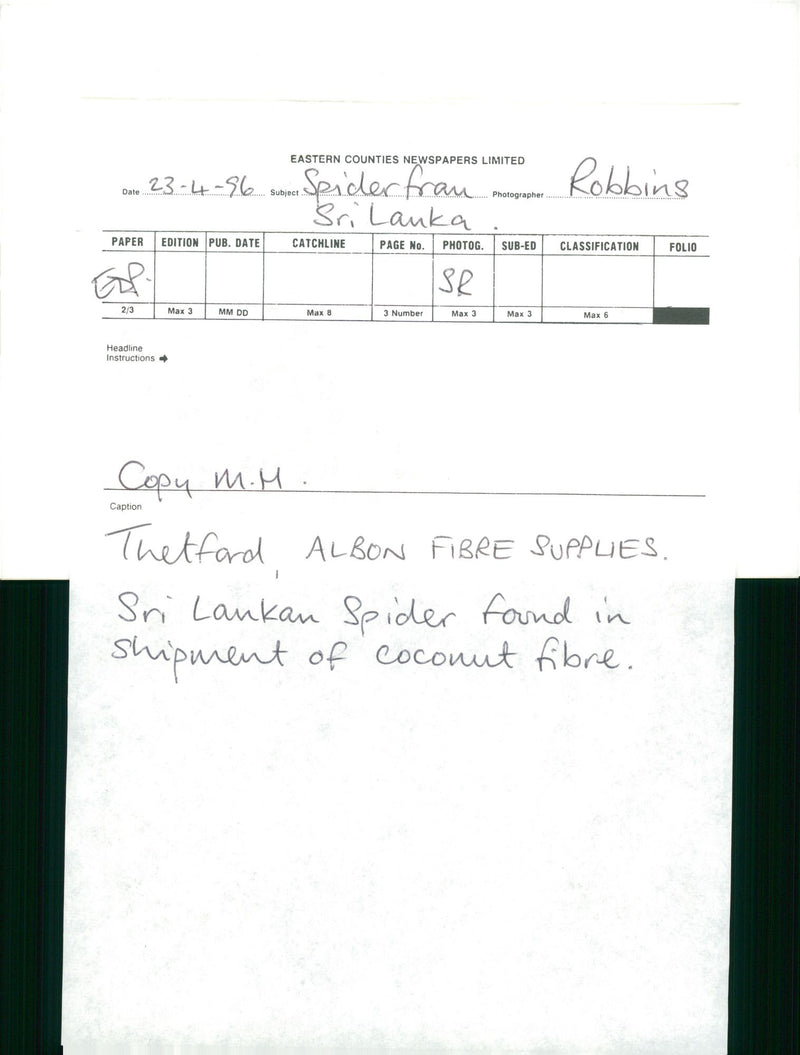 EASTERN COUNTIES NEWSPAPERS LIMITED
Date 23-4-96 Subject Spider fran Photographer Robbins
Sri Lanka .
PAPER EDITION PUB. DATE CATCHLINE PAGE No. PHOTOG. SUB-ED CLASSIFICATION FOLIO
SR
2/3 Max 3 MM DD Max 8 3 Number Max 3 Max 3 Max 6
Headline
Instructions ➔
Copy M.H .
Caption
Thetford, ALBON FIBRE SUPPLIES.
Sri Lankan Spider found in
shipment of coconut fibre.